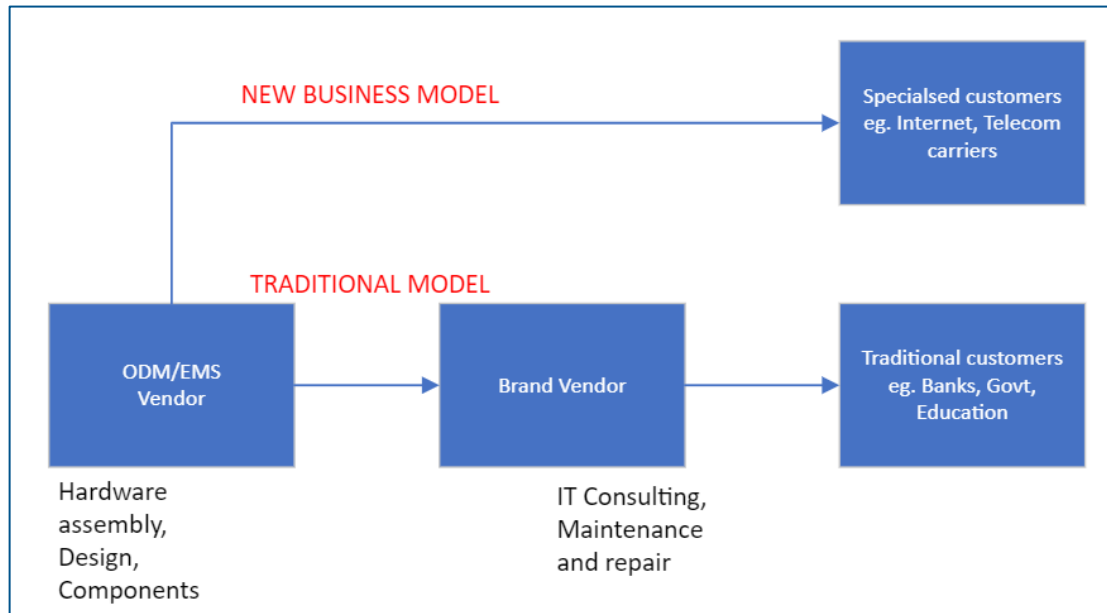 NEW BUSINESS MODEL
Specialsed customers
eg. Internet, Telecom
carriers
TRADITIONAL MODEL
ODM/EMS
Vendor
Brand Vendor
Traditional customers
eg. Banks, Govt,
Education
Hardware
assembly,
Design,
Components
IT Consulting,
Maintenance
and repair